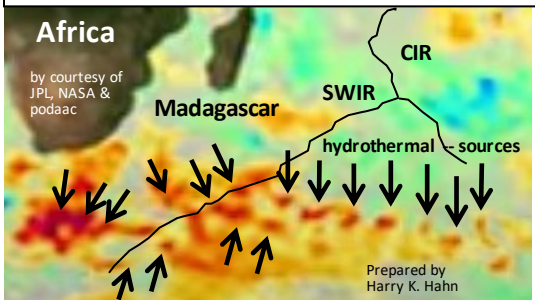 Africa
by courtesy of
JPL, NASA &
podaac
CIR
SWIR
Madagascar
hydrothermal -- sources
Prepared by
Harry K. Hahn